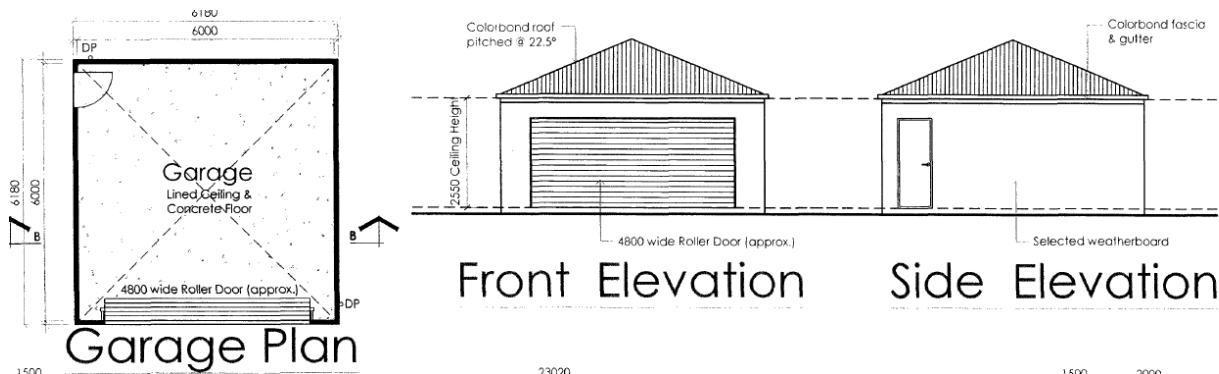 6180
6000
DP
6180
6000
Garage
Lined Ceiling &
Concrete Floor
B
B
4800 wide Roller Door (approx.)
DP
Garage Plan
Colorbond roof
pitched @ 22.5°
2550 Ceiling Height
4800 wide Roller Door (approx.)
Front Elevation
Colorbond fascia
& gutter
Selected weatherboard
Side Elevation
1500
23020
1500
2000